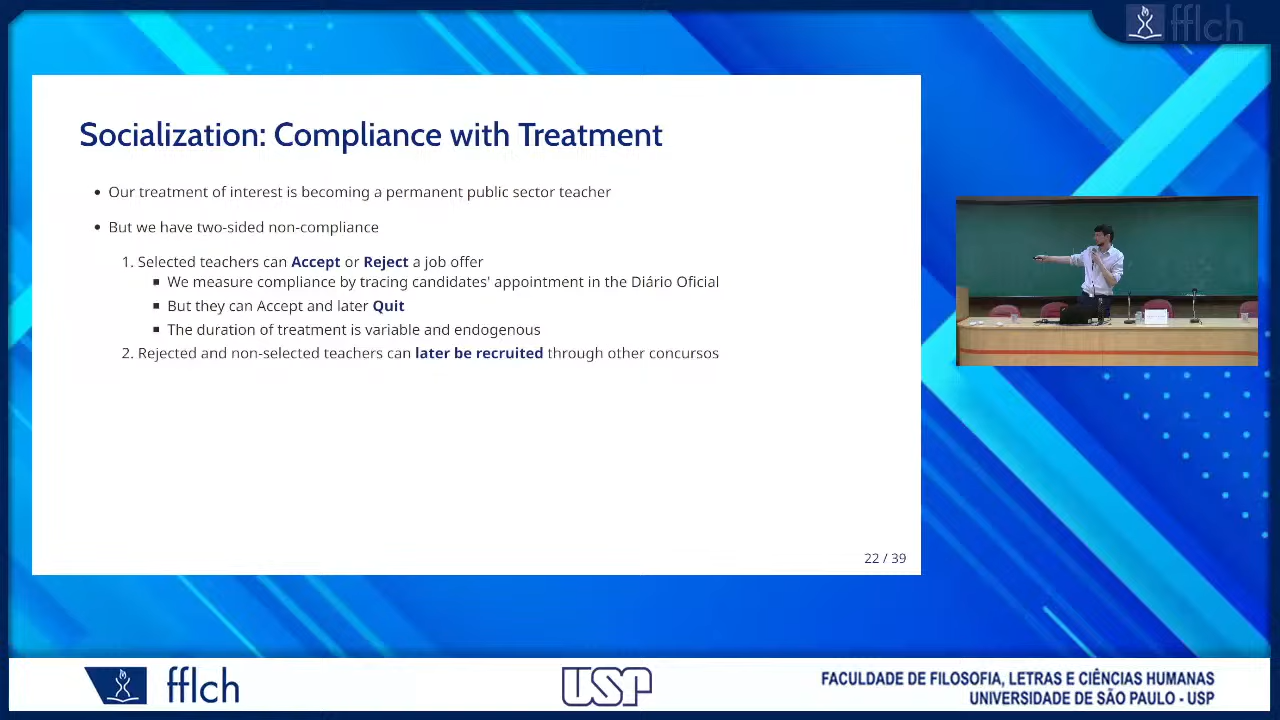 fflch
Socialization: Compliance with Treatment
• Our treatment of interest is becoming a permanent public sector teacher
• But we have two-sided non-compliance
1. Selected teachers can Accept or Reject a job offer
▪ We measure compliance by tracing candidates' appointment in the Diário Oficial
▪ But they can Accept and later Quit
▪ The duration of treatment is variable and endogenous
2. Rejected and non-selected teachers can later be recruited through other concursos
22 / 39
fflch
USP
FACULDADE DE FILOSOFIA, LETRAS E CIÊNCIAS HUMANAS
UNIVERSIDADE DE SÃO PAULO - USP